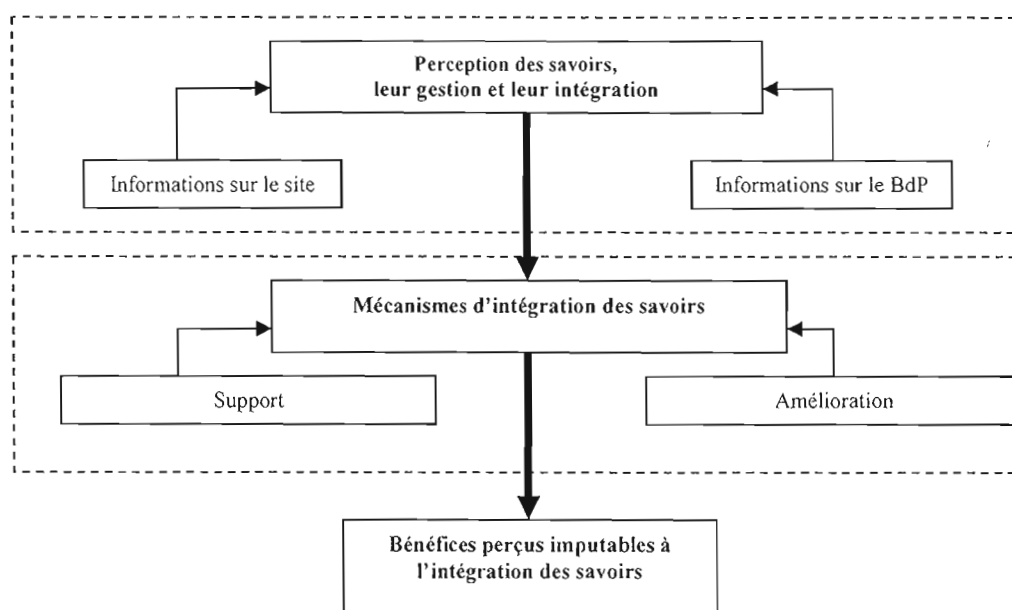 Perception des savoirs,
leur gestion et leur intégration
Informations sur le site
Informations sur le BdP
Mécanismes d'intégration des savoirs
Support
Amélioration
Bénéfices perçus imputables à
l'intégration des savoirs